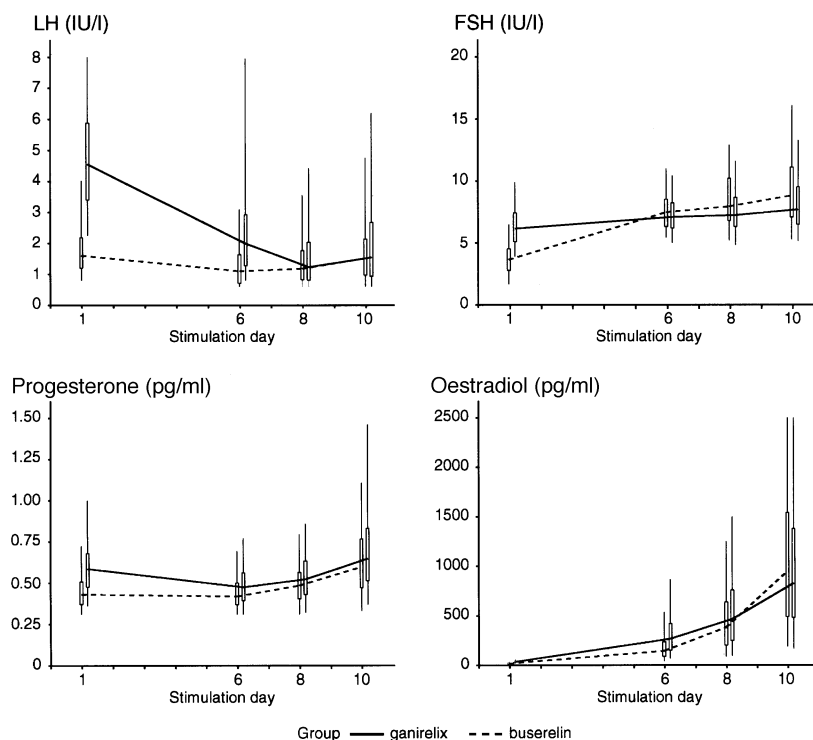 LH (IU/l)
8
7
6
5
4
3
2
1
0
1 6 8 10
Stimulation day
FSH (IU/l)
20
15
10
5
0
1 6 8 10
Stimulation day
Progesterone (pg/ml)
1.50
1.25
1.00
0.75
0.50
0.25
0
1 6 8 10
Stimulation day
Oestradiol (pg/ml)
2500
2000
1500
1000
500
0
1 6 8 10
Stimulation day
Group ganirelix buserelin